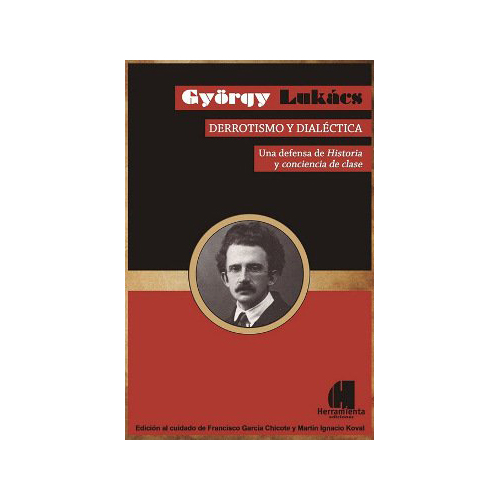 György Lukács
DERROTISMO Y DIALÉCTICA
Una defensa de Historia
y conciencia de clase
Herramienta
ediciones
Edición al cuidado de Francisco García Chicote y Martín Ignacio Koval